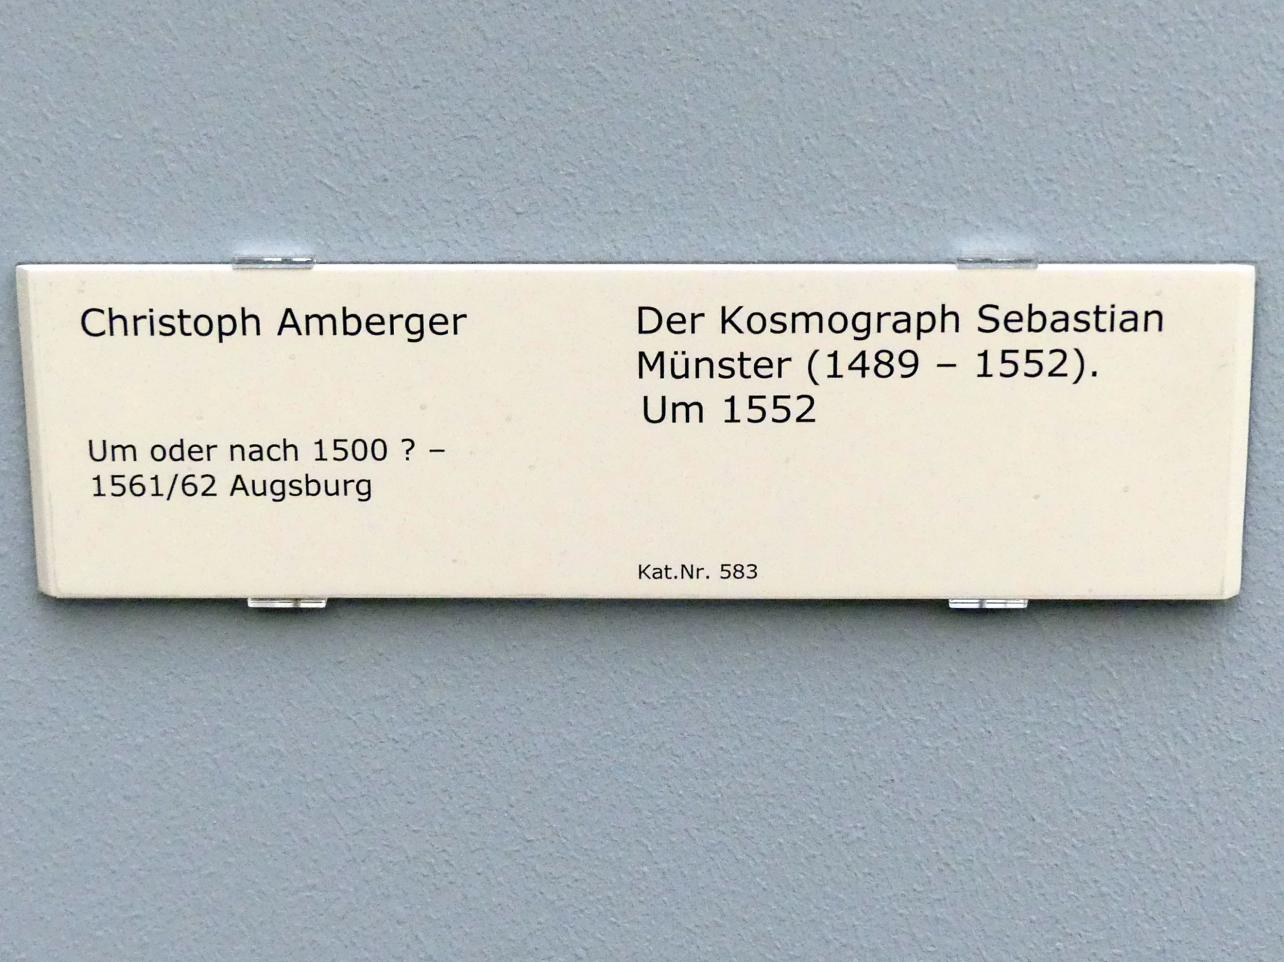 Christoph Amberger
Um oder nach 1500 ? –
1561/62 Augsburg
Der Kosmograph Sebastian
Münster (1489 – 1552).
Um 1552
Kat.Nr. 583